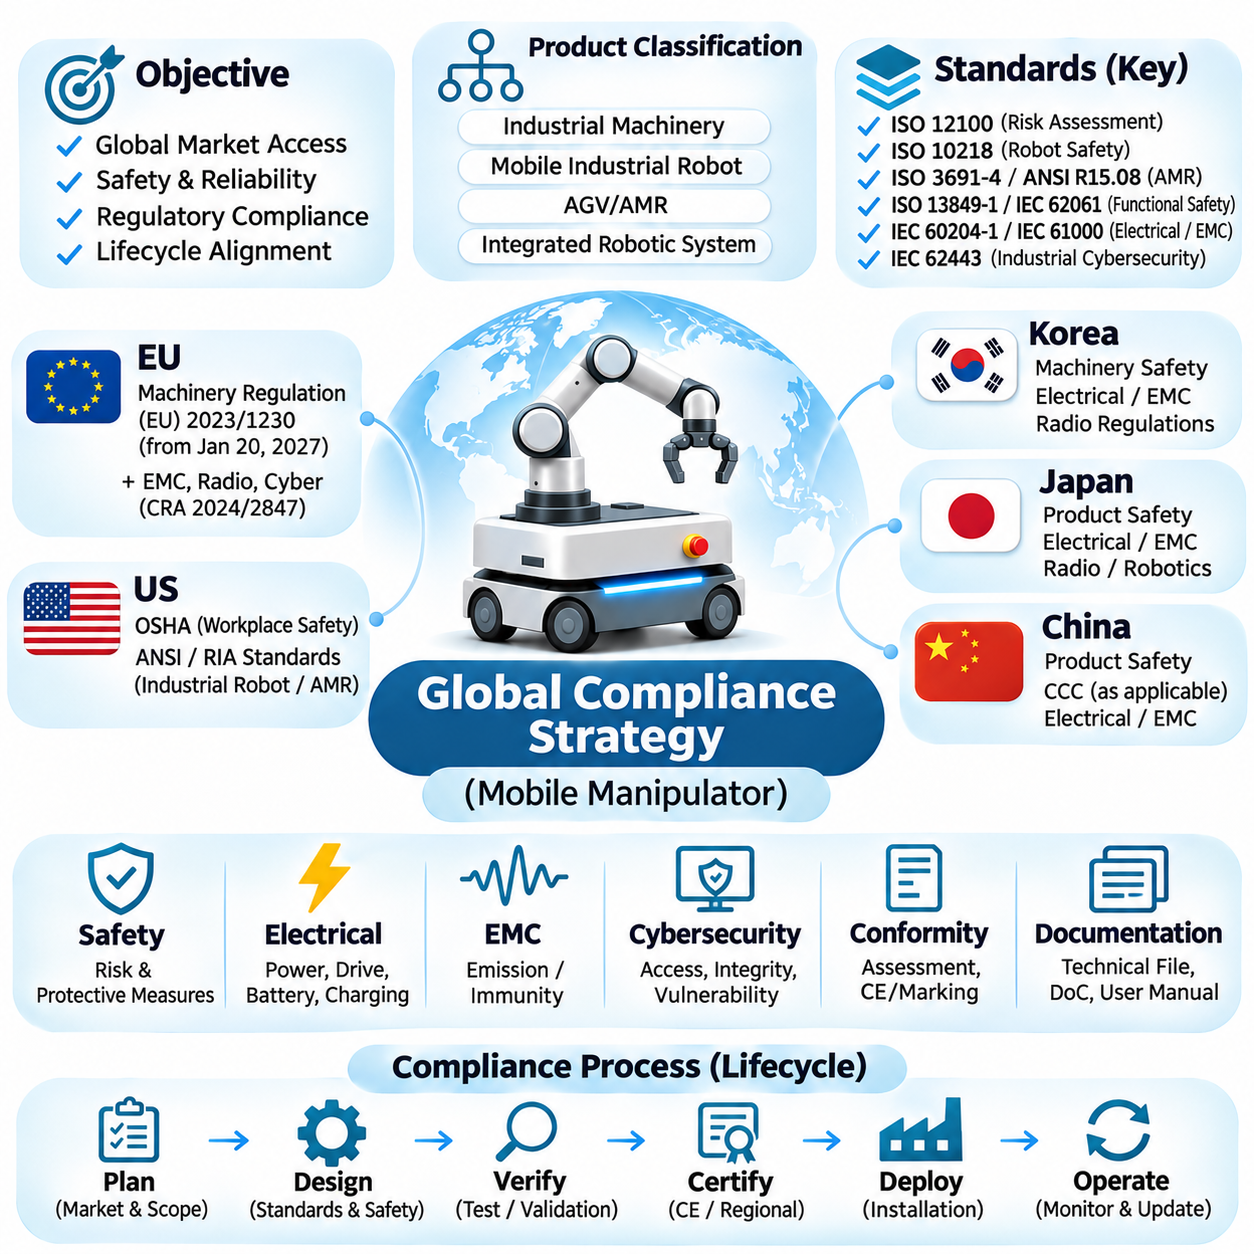 Objective
Global Market Access
Safety & Reliability
Regulatory Compliance
Lifecycle Alignment
Product Classification
Industrial Machinery
Mobile Industrial Robot
AGV/AMR
Integrated Robotic System
Standards (Key)
ISO 12100 (Risk Assessment)
ISO 10218 (Robot Safety)
ISO 3691-4 / ANSI R15.08 (AMR)
ISO 13849-1 / IEC 62061 (Functional Safety)
IEC 60204-1 / IEC 61000 (Electrical / EMC)
IEC 62443 (Industrial Cybersecurity)
EU
Machinery Regulation
(EU) 2023/1230
(from Jan 20, 2027)
+ EMC, Radio, Cyber
(CRA 2024/2847)
US
OSHA (Workplace Safety)
ANSI / RIA Standards
(Industrial Robot / AMR)
Korea
Machinery Safety
Electrical / EMC
Radio Regulations
Japan
Product Safety
Electrical / EMC
Radio / Robotics
China
Product Safety
CCC (as applicable)
Electrical / EMC
Global Compliance
Strategy
(Mobile Manipulator)
Safety
Risk &
Protective Measures
Electrical
Power, Drive,
Battery, Charging
EMC
Emission /
Immunity
Cybersecurity
Access, Integrity,
Vulnerability
Conformity
Assessment,
CE/Marking
Documentation
Technical File,
DoC, User Manual
Compliance Process (Lifecycle)
Plan
(Market & Scope)
Design
(Standards & Safety)
Verify
(Test / Validation)
Certify
(CE / Regional)
Deploy
(Installation)
Operate
(Monitor & Update)